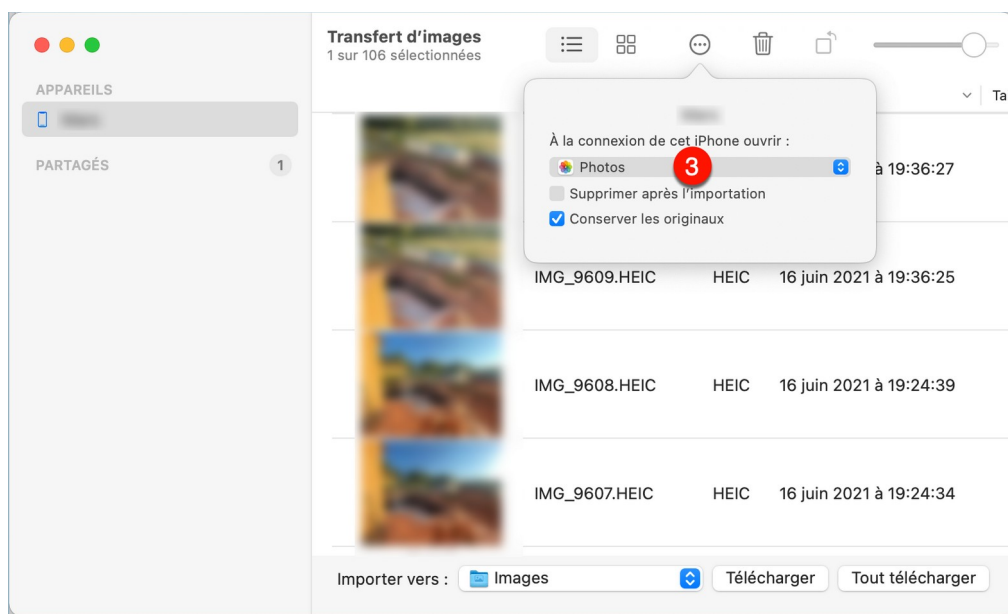 Transfert d’images
1 sur 106 sélectionnées
APPAREILS
PARTAGÉS 1
Ta
À la connexion de cet iPhone ouvrir :
Photos 3
Supprimer après l’importation
Conserver les originaux
à 19:36:27
IMG_9609.HEIC HEIC 16 juin 2021 à 19:36:25
IMG_9608.HEIC HEIC 16 juin 2021 à 19:24:39
IMG_9607.HEIC HEIC 16 juin 2021 à 19:24:34
Importer vers : Images Télécharger Tout télécharger